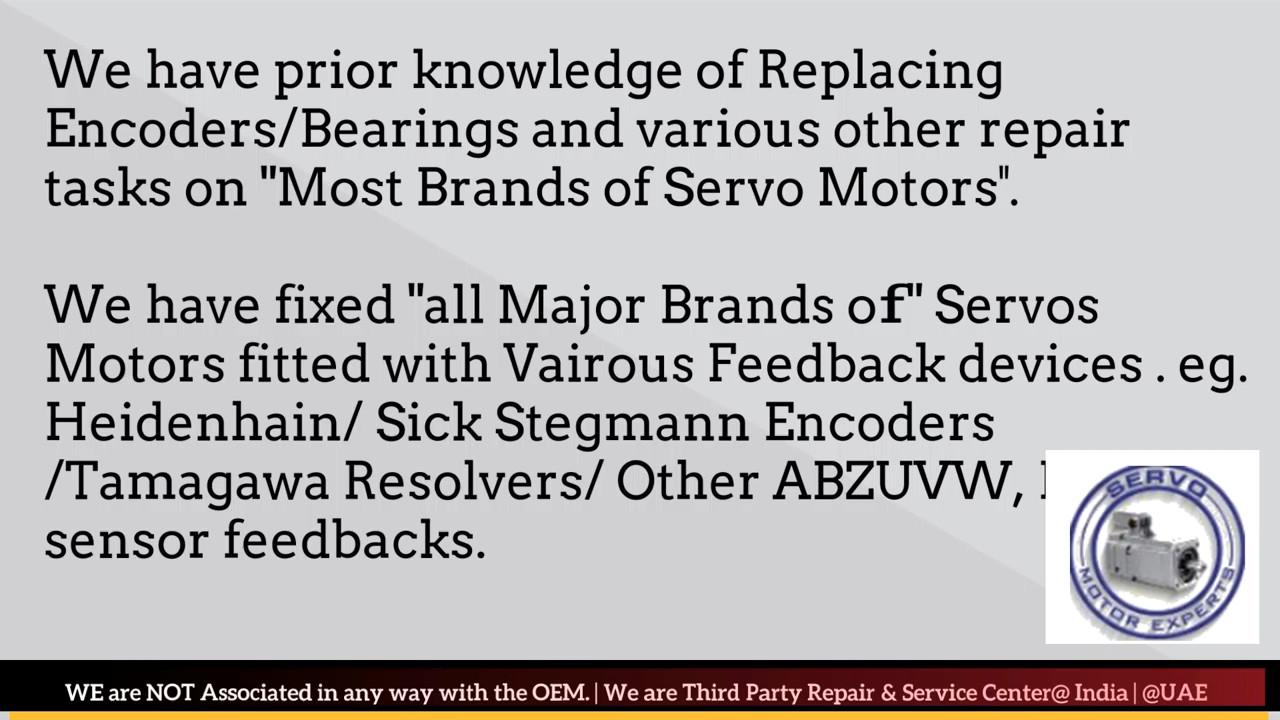 We have prior knowledge of Replacing
Encoders/Bearings and various other repair
tasks on "Most Brands of Servo Motors".
We have fixed "all Major Brands of" Servos
Motors fitted with Vairous Feedback devices . eg.
Heidenhain/ Sick Stegmann Encoders
/Tamagawa Resolvers/ Other ABZUVW,
sensor feedbacks.
SERVO
MOTOR EXPERTS
WE are NOT Associated in any way with the OEM. | We are Third Party Repair & Service Center@ India | @UAE